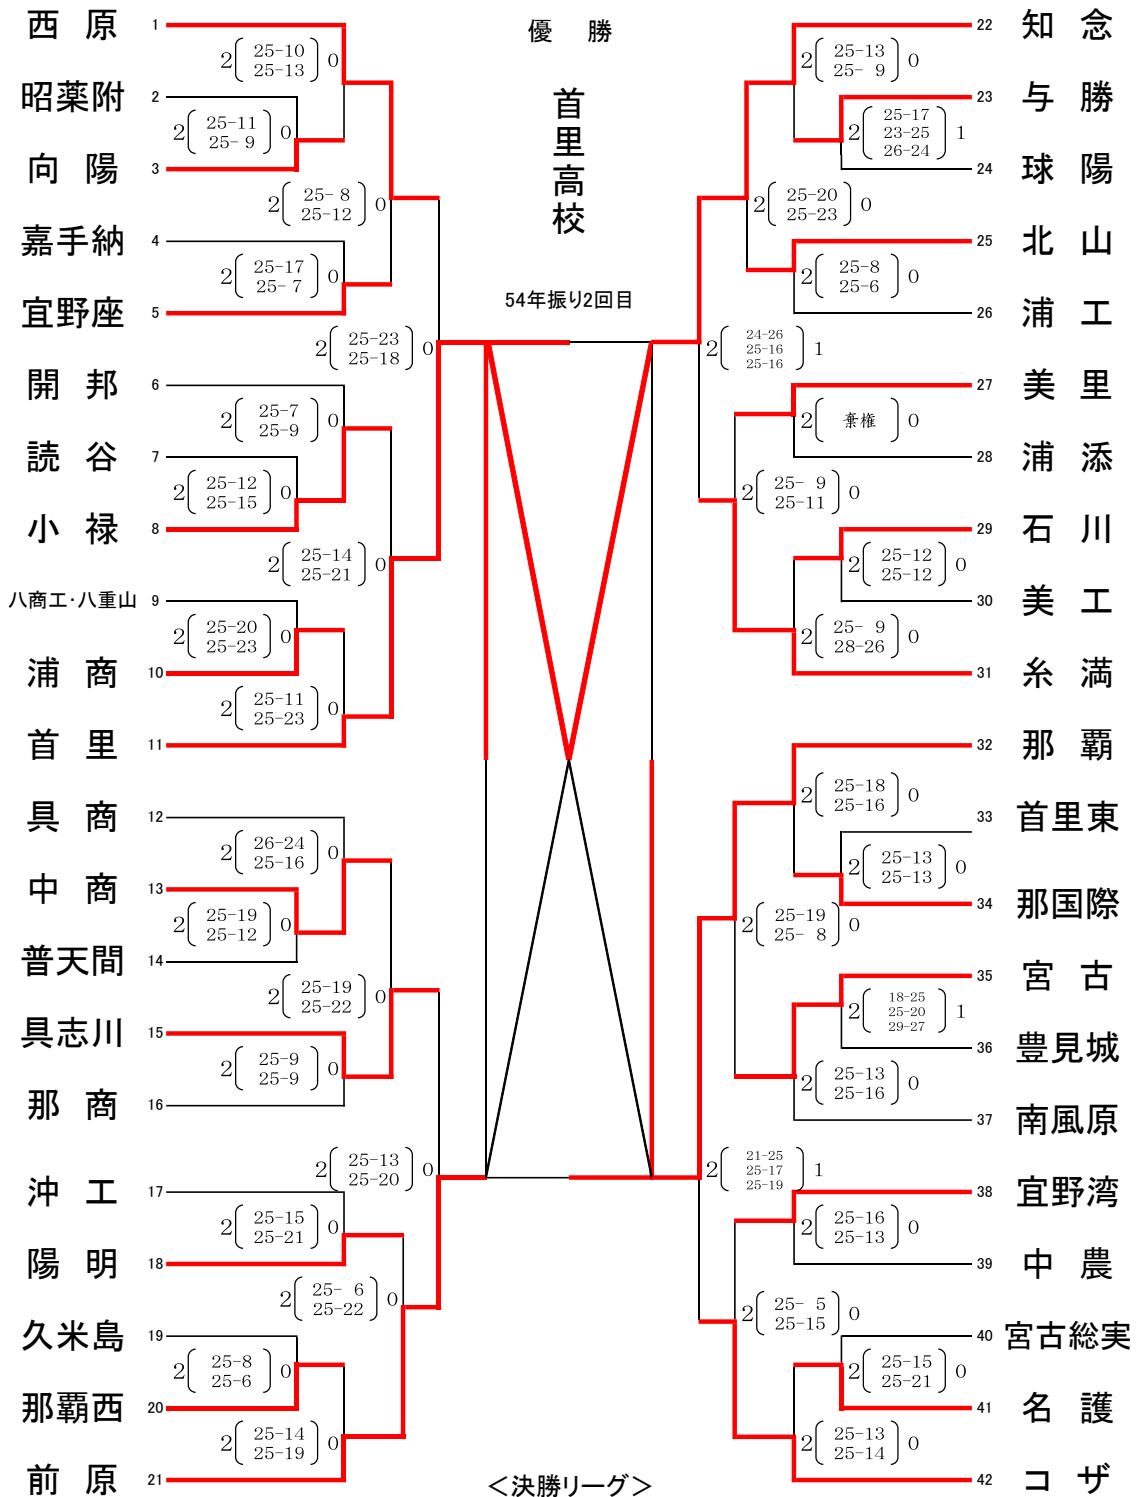 優　勝
首里高校
54年振り2回目
西　原 1
2 25-10 0
25-13
昭薬附 2
2 25-11 0
25- 9
向　陽 3
2 25- 8 0
25-12
嘉手納 4
2 25-17 0
25- 7
宜野座 5
2 25-23 0
25-18
開　邦 6
2 25-7 0
25-9
読　谷 7
2 25-12 0
25-15
小　禄 8
2 25-14 0
25-21
八商工･八重山 9
2 25-20 0
25-23
浦　商 10
2 25-11 0
25-23
首　里 11
具　商 12
2 26-24 0
25-16
中　商 13
2 25-19 0
25-12
普天間 14
2 25-19 0
25-22
具志川 15
2 25-9 0
25-9
那　商 16
2 25-13 0
25-20
沖　工 17
2 25-15 0
25-21
陽　明 18
2 25- 6 0
25-22
久米島 19
2 25-8 0
25-6
那覇西 20
2 25-14 0
25-19
前　原 21
22 知　念
2 25-13 0
25- 9
23 与　勝
2 25-17 1
23-25
26-24
24 球　陽
2 25-20 0
25-23
25 北　山
2 25-8 0
25-6
26 浦　工
2 24-26 1
25-16
25-16
27 美　里
2 棄権 0
28 浦　添
2 25- 9 0
25-11
29 石　川
2 25-12 0
25-12
30 美　工
2 25- 9 0
28-26
31 糸　満
32 那　覇
2 25-18 0
25-16
33 首里東
2 25-13 0
25-13
34 那国際
2 25-19 0
25- 8
35 宮　古
2 18-25 1
25-20
29-27
36 豊見城
2 25-13 0
25-16
37 南風原
2 21-25 1
25-17
25-19
38 宜野湾
2 25-16 0
25-13
39 中　農
2 25- 5 0
25-15
40 宮古総実
2 25-15 0
25-21
41 名　護
2 25-13 0
25-14
42 コ　ザ
＜決勝リーグ＞